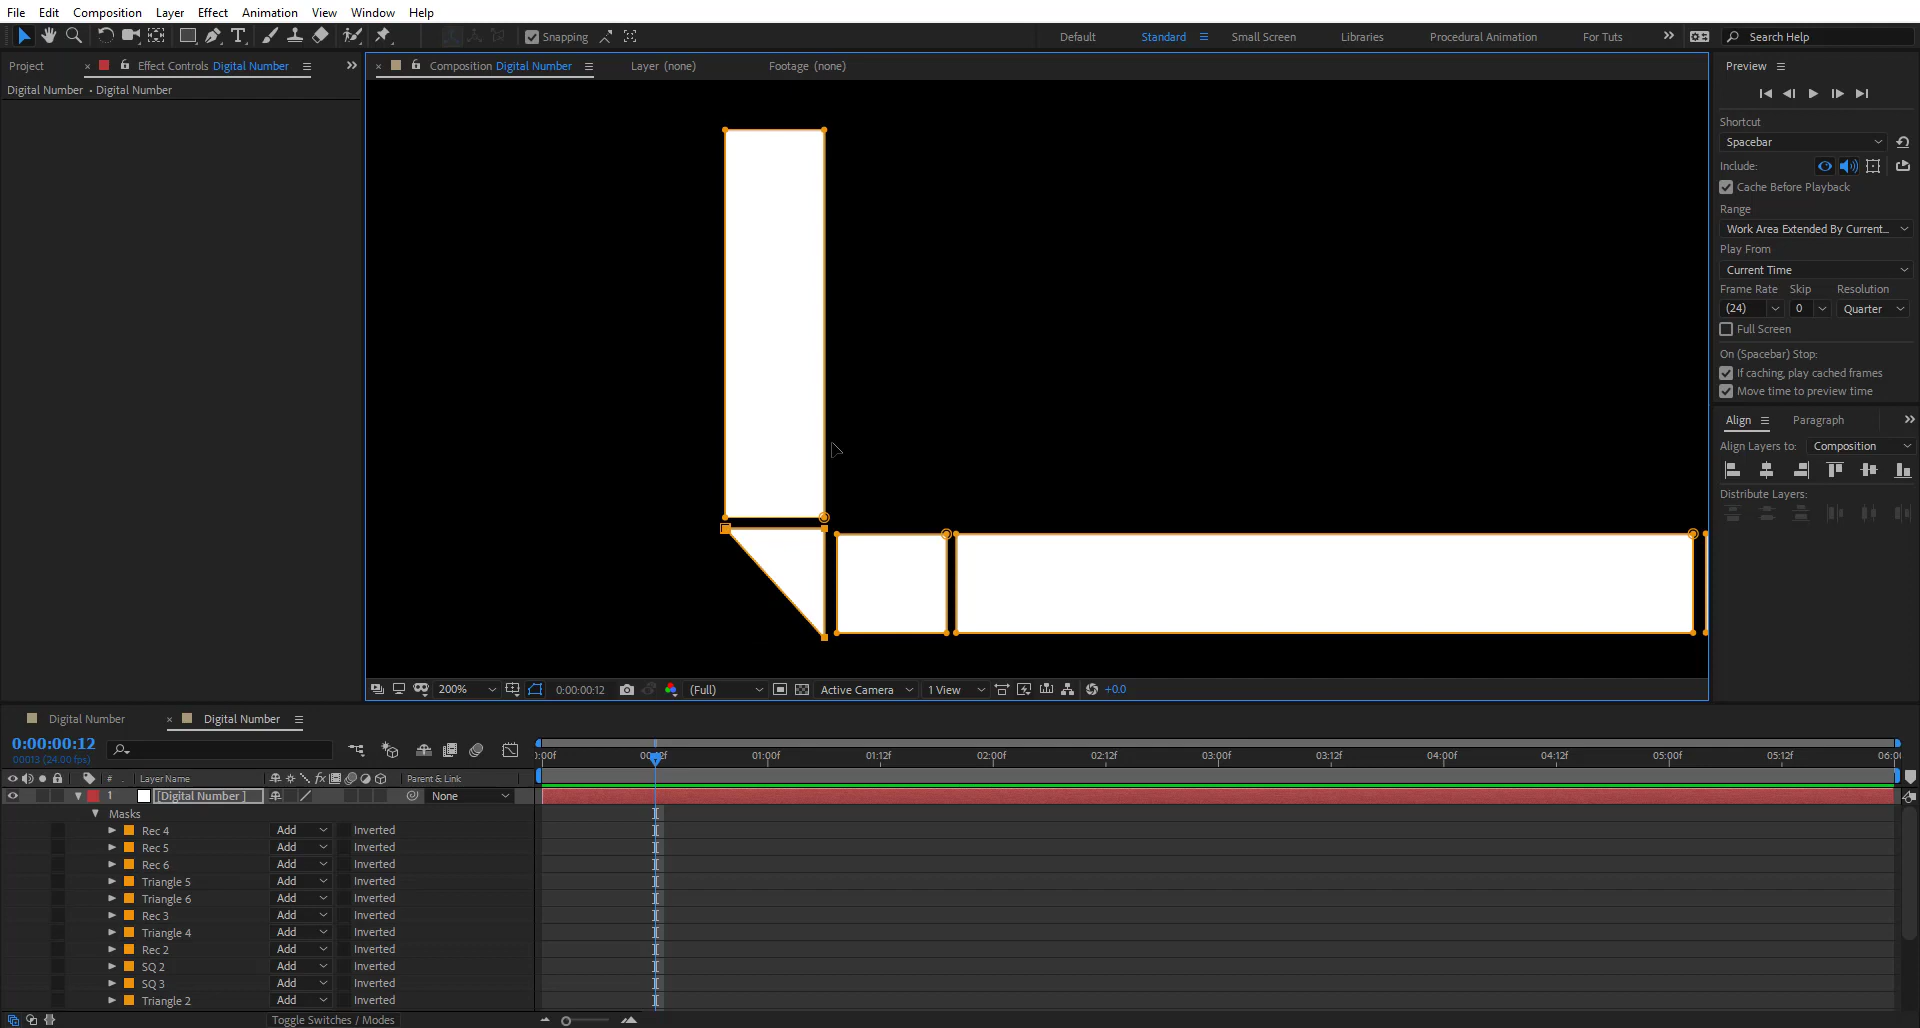 File Edit Composition Layer Effect Animation View Window Help
Snapping Default Standard Small Screen Libraries Procedural Animation For Tuts Search Help
Project Effect Controls Digital Number Composition Digital Number Layer (none) Footage (none) Preview
Digital Number • Digital Number
Shortcut
Spacebar
Include:
Cache Before Playback
Range
Work Area Extended By Current...
Play From
Current Time
Frame Rate Skip Resolution
(24) 0 Quarter
Full Screen
On (Spacebar) Stop:
If caching, play cached frames
Move time to preview time
Align Paragraph
Align Layers to: Composition
Distribute Layers:
200% 0:00:00:12 (Full) Active Camera 1 View +0.0
Digital Number Digital Number
0:00:00:12
00013 (24.00 fps)
:00f 00:12f 01:00f 01:12f 02:00f 02:12f 03:00f 03:12f 04:00f 04:12f 05:00f 05:12f 06:00
# Layer Name Parent & Link
1 [Digital Number ] None
Masks
Rec 4 Add Inverted
Rec 5 Add Inverted
Rec 6 Add Inverted
Triangle 5 Add Inverted
Triangle 6 Add Inverted
Rec 3 Add Inverted
Triangle 4 Add Inverted
Rec 2 Add Inverted
SQ 2 Add Inverted
SQ 3 Add Inverted
Triangle 2 Add Inverted
Toggle Switches / Modes